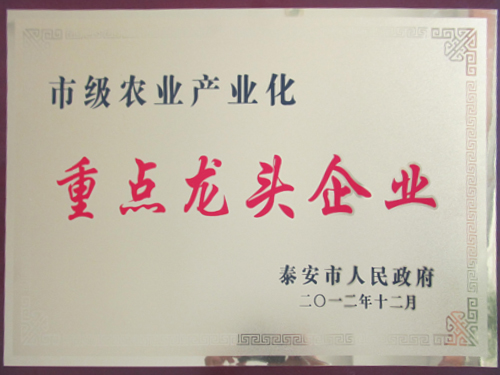 市级农业产业化
重点龙头企业
泰安市人民政府
二〇一二年十二月